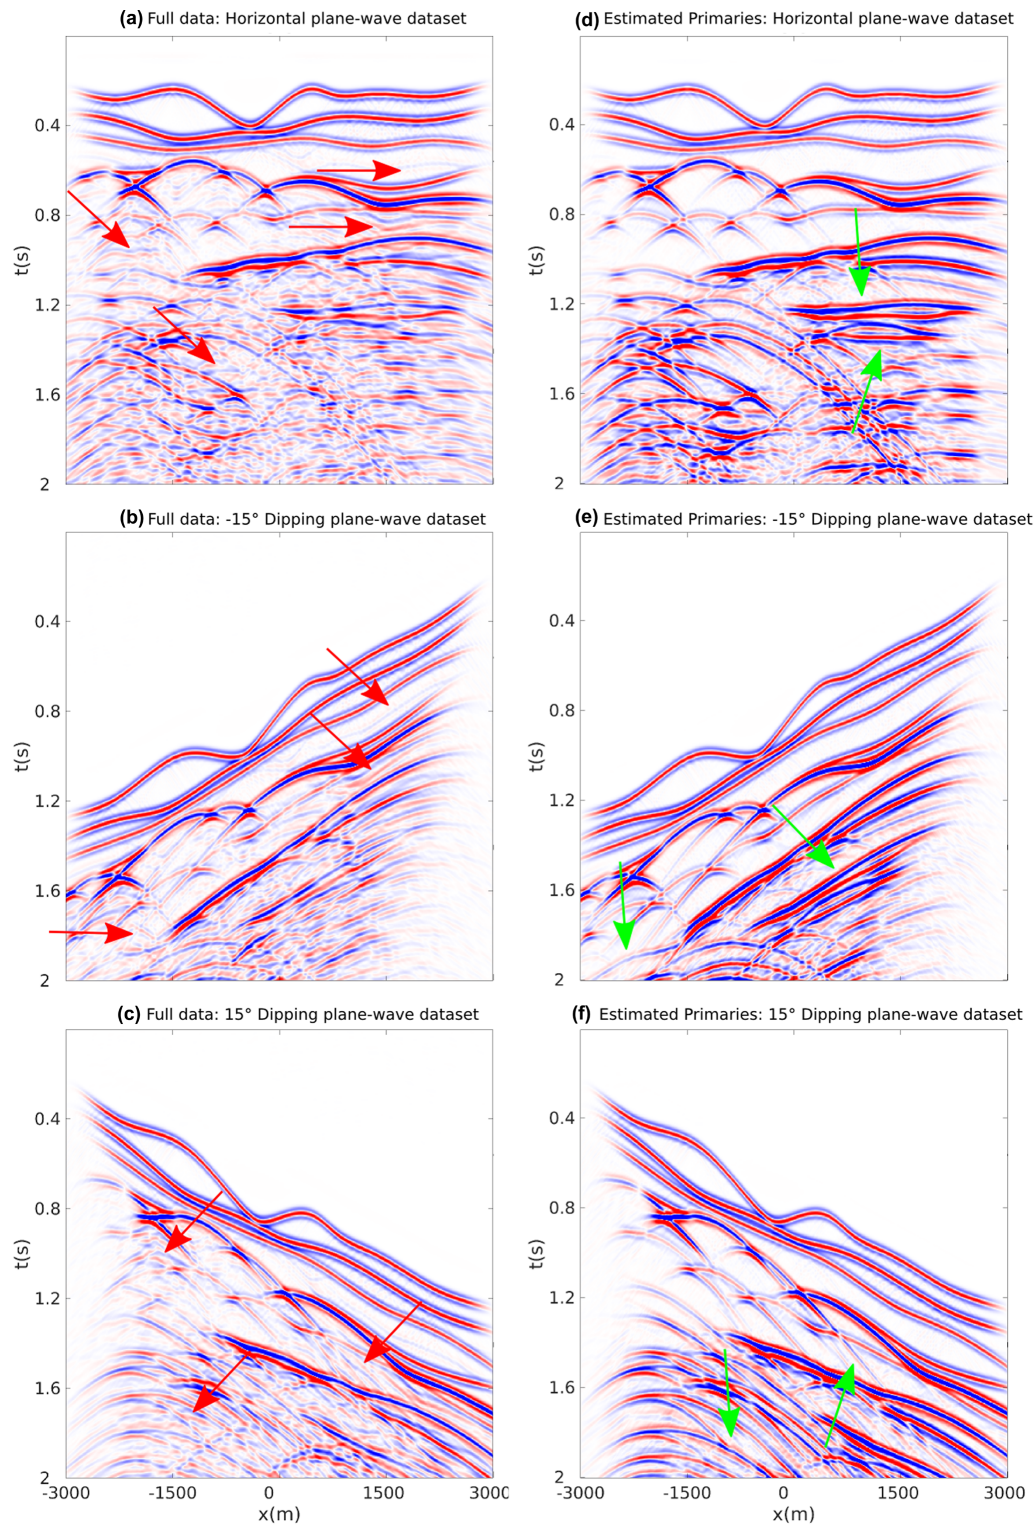 (a) Full data: Horizontal plane-wave dataset
(d) Estimated Primaries: Horizontal plane-wave dataset
t(s)
0.4
0.8
1.2
1.6
2
t(s)
0.4
0.8
1.2
1.6
2
(b) Full data: -15° Dipping plane-wave dataset
(e) Estimated Primaries: -15° Dipping plane-wave dataset
t(s)
0.4
0.8
1.2
1.6
2
t(s)
0.4
0.8
1.2
1.6
2
(c) Full data: 15° Dipping plane-wave dataset
(f) Estimated Primaries: 15° Dipping plane-wave dataset
t(s)
0.4
0.8
1.2
1.6
2
-3000 -1500 0 1500 3000
x(m)
t(s)
0.4
0.8
1.2
1.6
2
-3000 -1500 0 1500 3000
x(m)